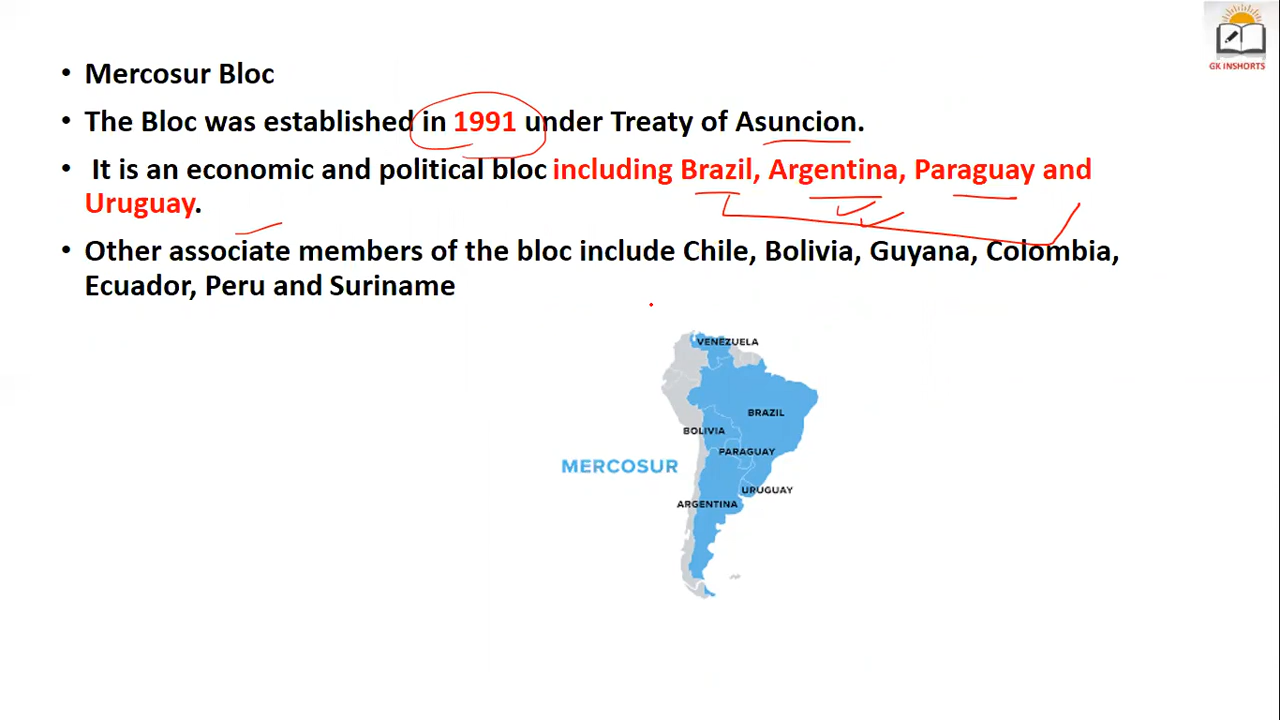 GK INSHORTS
• Mercosur Bloc
• The Bloc was established in 1991 under Treaty of Asuncion.
• It is an economic and political bloc including Brazil, Argentina, Paraguay and
Uruguay.
• Other associate members of the bloc include Chile, Bolivia, Guyana, Colombia,
Ecuador, Peru and Suriname
VENEZUELA
BRAZIL
BOLIVIA
PARAGUAY
MERCOSUR
URUGUAY
ARGENTINA